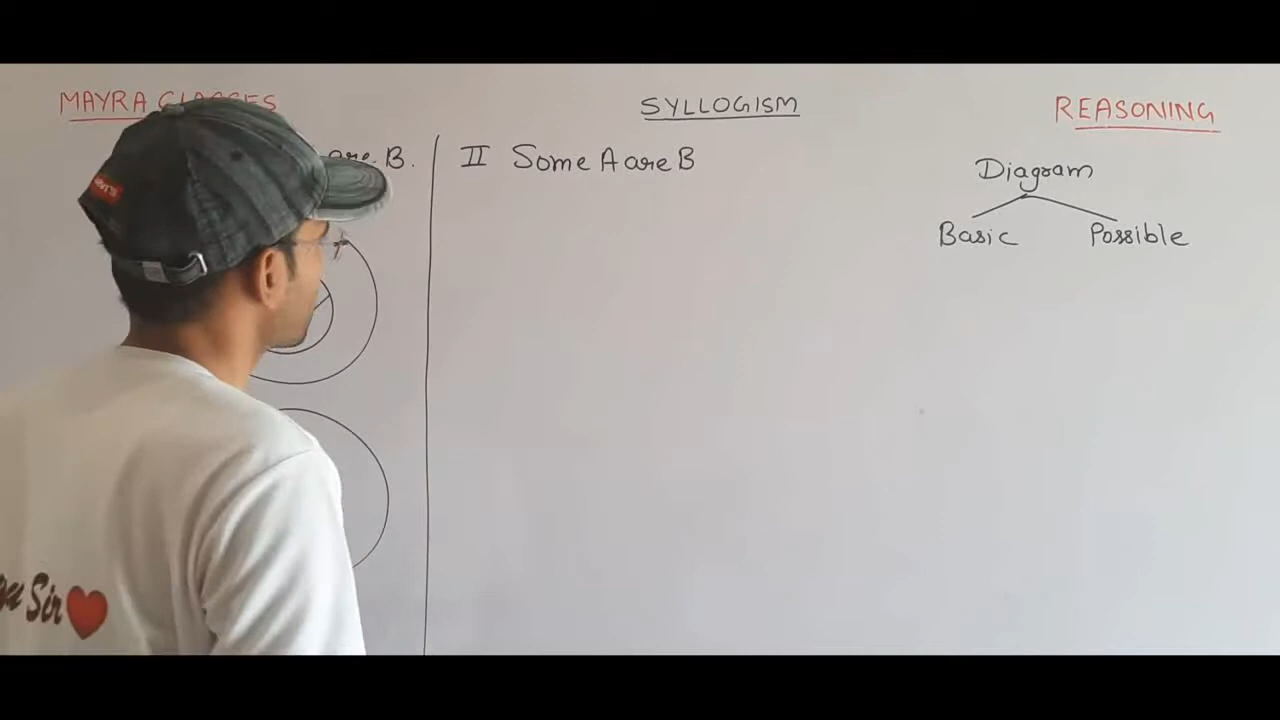 MAYRA CLASSES
SYLLOGISM
REASONING
are B.
II Some A are B
Diagram
Basic
Possible
Sir